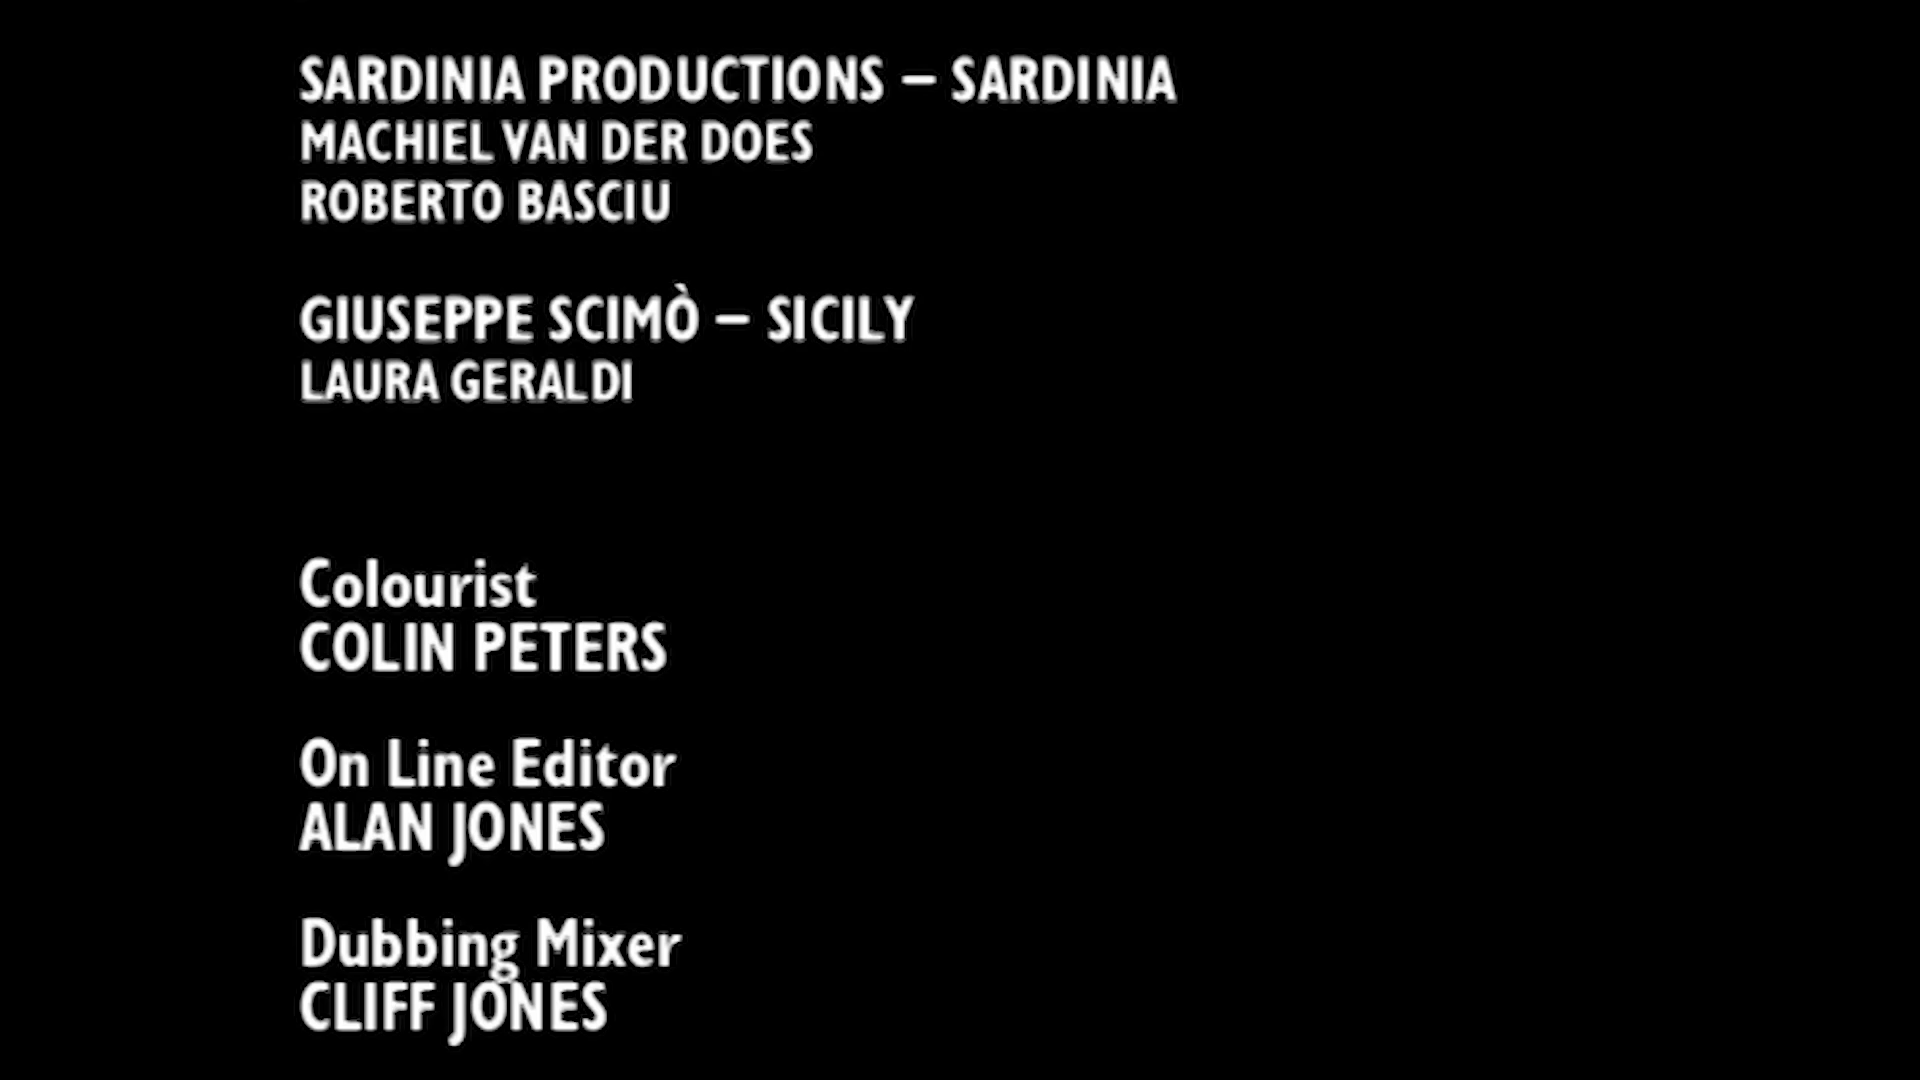 SARDINIA PRODUCTIONS – SARDINIA
MACHIEL VAN DER DOES
ROBERTO BASCIU
GIUSEPPE SCIMÒ – SICILY
LAURA GERALDI
Colourist
COLIN PETERS
On Line Editor
ALAN JONES
Dubbing Mixer
CLIFF JONES